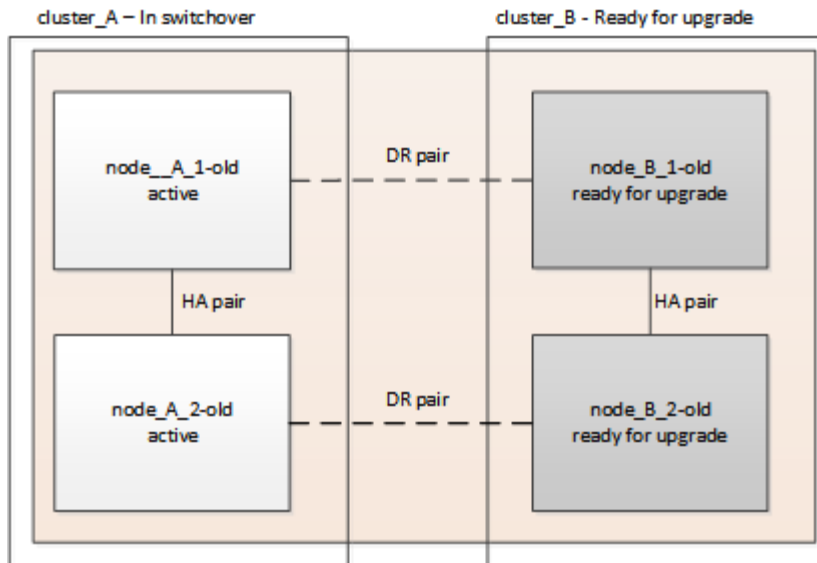 cluster_A – In switchover
cluster_B - Ready for upgrade
node__A_1-old
active
DR pair
node_B_1-old
ready for upgrade
HA pair
HA pair
node_A_2-old
active
DR pair
node_B_2-old
ready for upgrade